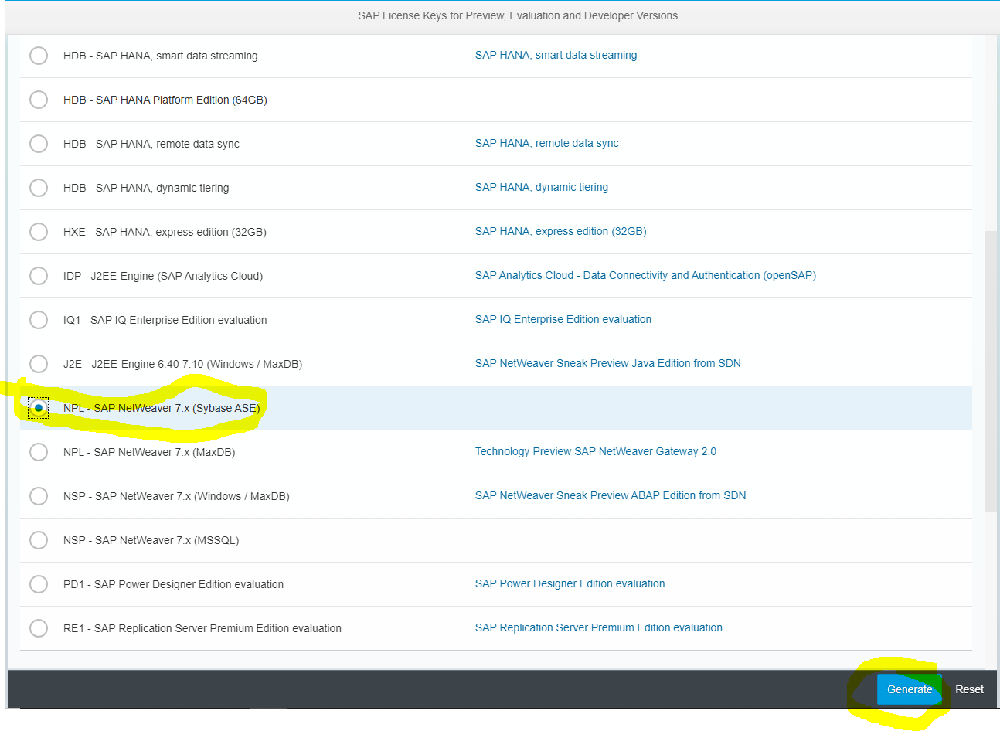 SAP License Keys for Preview, Evaluation and Developer Versions
HDB - SAP HANA, smart data streaming SAP HANA, smart data streaming
HDB - SAP HANA Platform Edition (64GB)
HDB - SAP HANA, remote data sync SAP HANA, remote data sync
HDB - SAP HANA, dynamic tiering SAP HANA, dynamic tiering
HXE - SAP HANA, express edition (32GB) SAP HANA, express edition (32GB)
IDP - J2EE-Engine (SAP Analytics Cloud) SAP Analytics Cloud - Data Connectivity and Authentication (openSAP)
IQ1 - SAP IQ Enterprise Edition evaluation SAP IQ Enterprise Edition evaluation
J2E - J2EE-Engine 6.40-7.10 (Windows / MaxDB) SAP NetWeaver Sneak Preview Java Edition from SDN
NPL - SAP NetWeaver 7.x (Sybase ASE)
NPL - SAP NetWeaver 7.x (MaxDB) Technology Preview SAP NetWeaver Gateway 2.0
NSP - SAP NetWeaver 7.x (Windows / MaxDB) SAP NetWeaver Sneak Preview ABAP Edition from SDN
NSP - SAP NetWeaver 7.x (MSSQL)
PD1 - SAP Power Designer Edition evaluation SAP Power Designer Edition evaluation
RE1 - SAP Replication Server Premium Edition evaluation SAP Replication Server Premium Edition evaluation
Generate Reset